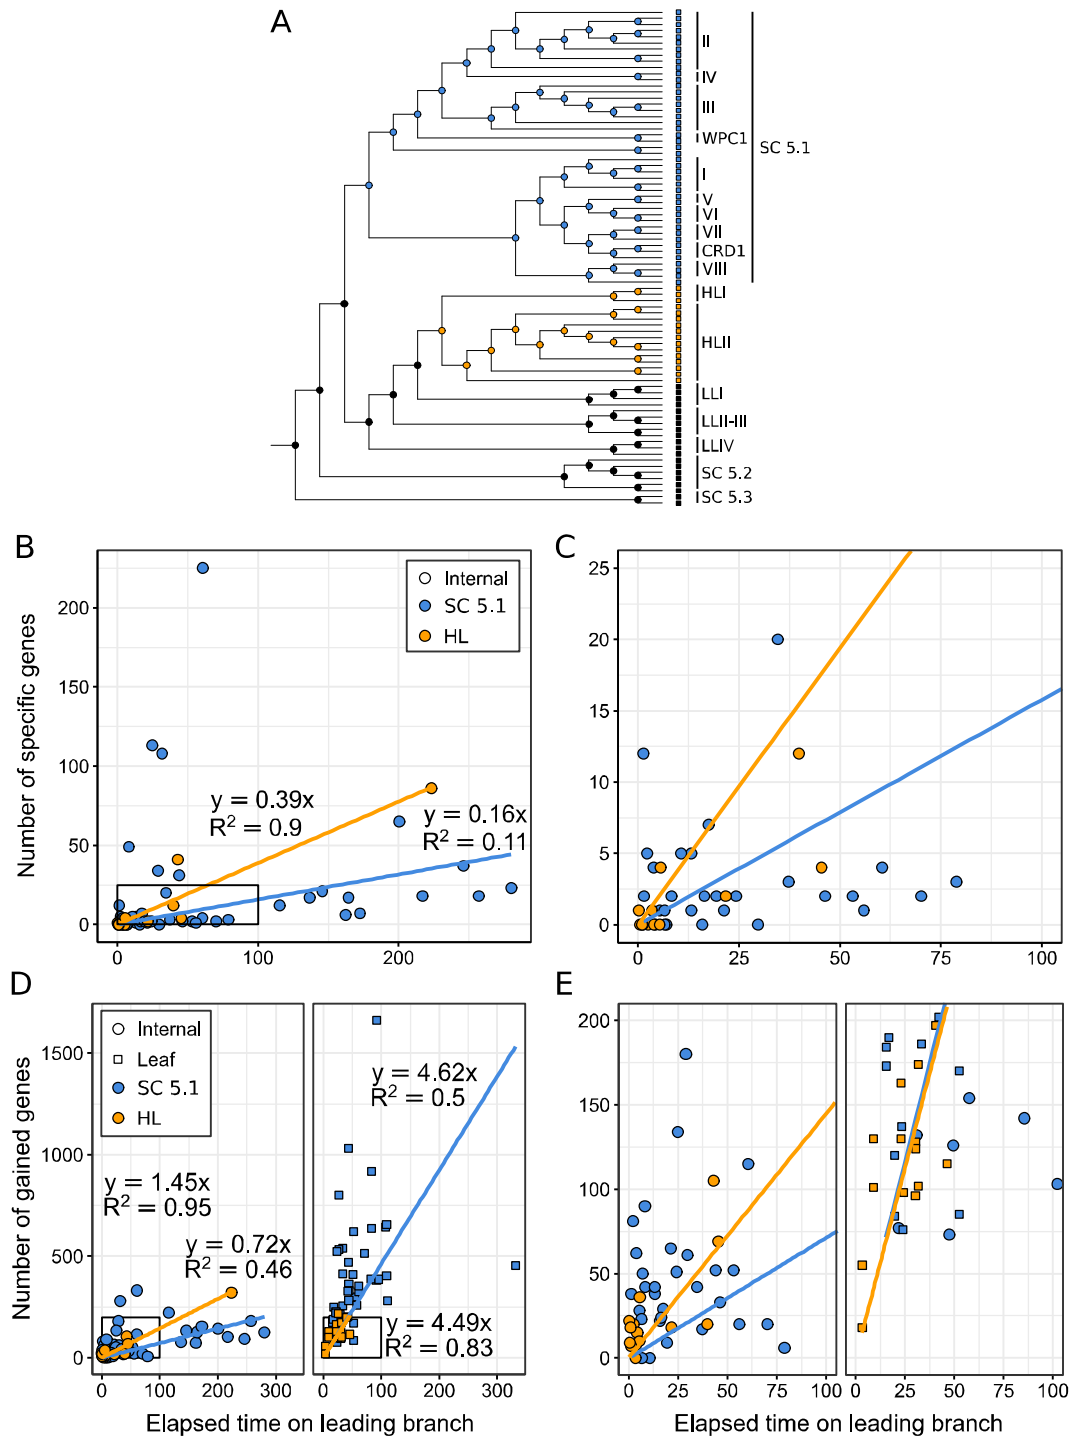 A
II
IV
III
WPC1
SC 5.1
I
V
VI
VII
CRD1
VIII
HLI
HLII
LLI
LLII-III
LLIV
SC 5.2
SC 5.3
B
Number of specific genes
200
150
100
50
0
0 100 200
Internal
SC 5.1
HL
y = 0.39x
R² = 0.9
y = 0.16x
R² = 0.11
C
25
20
15
10
5
0
0 25 50 75 100
D
Number of gained genes
1500
1000
500
0
0 100 200 300
0 100 200 300
Internal
Leaf
SC 5.1
HL
y = 1.45x
R² = 0.95
y = 0.72x
R² = 0.46
y = 4.62x
R² = 0.5
y = 4.49x
R² = 0.83
Elapsed time on leading branch
E
200
150
100
50
0
0 25 50 75 100
0 25 50 75 100
Elapsed time on leading branch